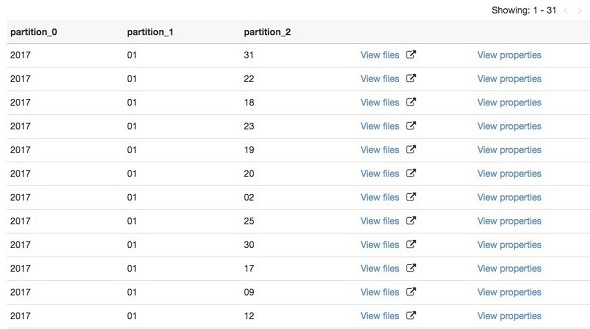 Showing: 1 - 31
partition_0 partition_1 partition_2
2017 01 31 View files View properties
2017 01 22 View files View properties
2017 01 18 View files View properties
2017 01 23 View files View properties
2017 01 19 View files View properties
2017 01 20 View files View properties
2017 01 02 View files View properties
2017 01 25 View files View properties
2017 01 30 View files View properties
2017 01 17 View files View properties
2017 01 09 View files View properties
2017 01 12 View files View properties